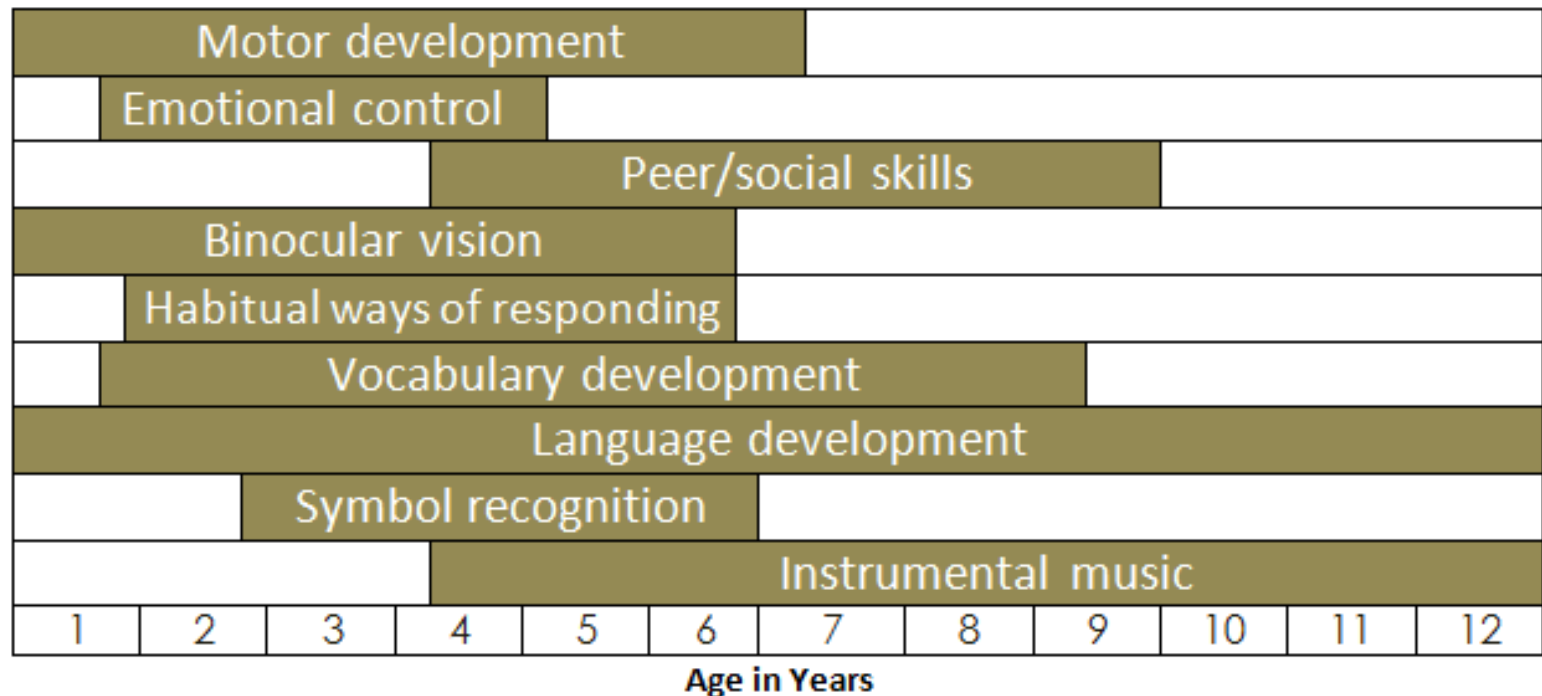 Motor development
Emotional control
Peer/social skills
Binocular vision
Habitual ways of responding
Vocabulary development
Language development
Symbol recognition
Instrumental music
1 2 3 4 5 6 7 8 9 10 11 12
Age in Years